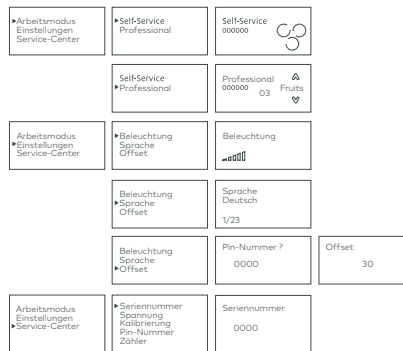 ▸Arbeitsmodus
Einstellungen
Service-Center
▸Self-Service
Professional
Self-Service
000000
Self-Service
▸Professional
Professional
000000
03
Fruits
Arbeitsmodus
▸Einstellungen
Service-Center
▸Beleuchtung
Sprache
Offset
Beleuchtung
Beleuchtung
▸Sprache
Offset
Sprache
Deutsch
1/23
Beleuchtung
Sprache
▸Offset
Pin-Nummer ?
0000
Offset
30
Arbeitsmodus
Einstellungen
▸Service-Center
▸Seriennummer
Spannung
Kalibrierung
Pin-Nummer
Zähler
Seriennummer
0000